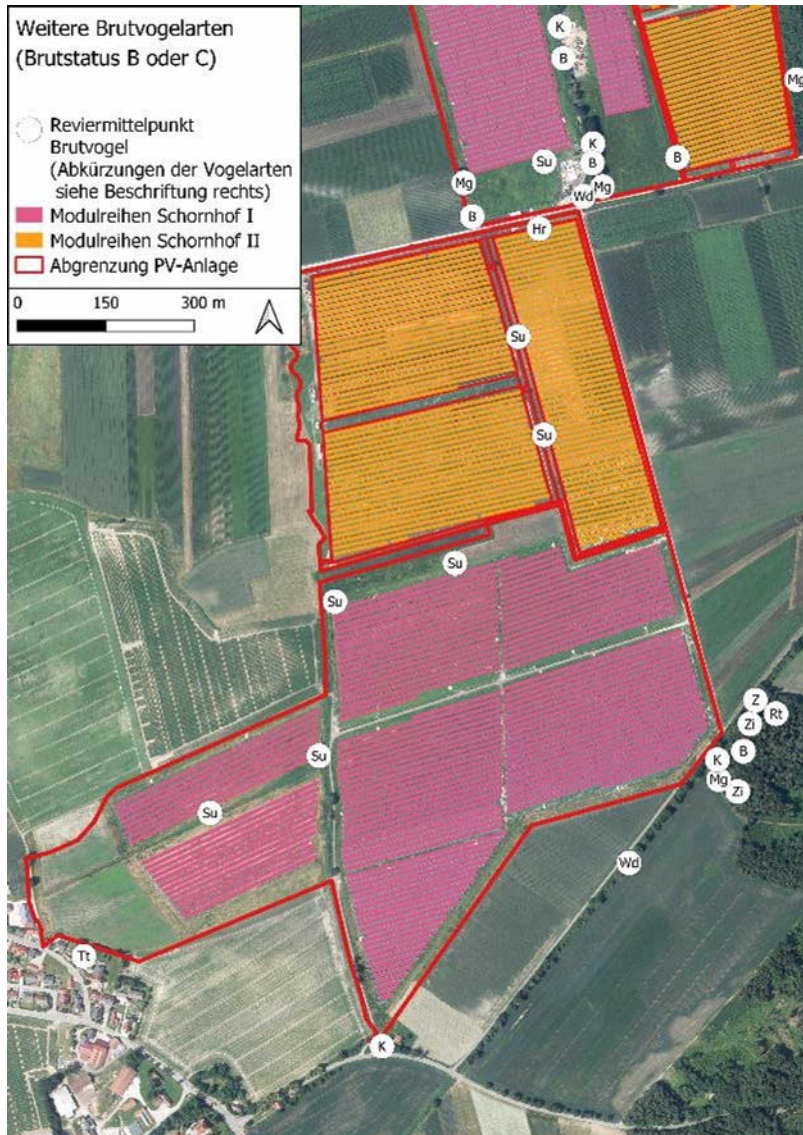 Weitere Brutvogelarten
(Brutstatus B oder C)
Reviermittelpunkt
Brutvogel
(Abkürzungen der Vogelarten
siehe Beschriftung rechts)
Modulreihen Schornhof I
Modulreihen Schornhof II
Abgrenzung PV-Anlage
0 150 300 m
K
B
Mg
K
Su
B
B
Mg
Mg
Wd
B
Hr
Su
Su
Su
Su
Z
Rt
Zi
Su
B
K
Mg
Zi
Su
Wd
Tt
K